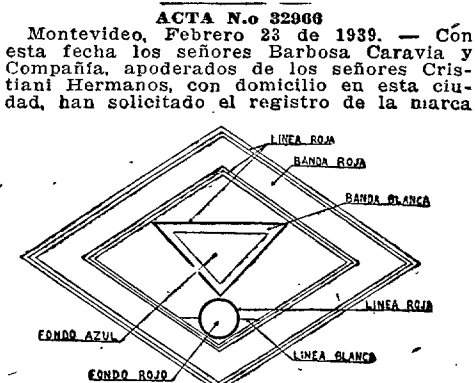 ACTA N.o 32966
Montevideo, Febrero 23 de 1939. — Con
esta fecha los señores Barbosa Caravia y
Compañía, apoderados de los señores Cris-
tiani Hermanos, con domicilio en esta ciu-
dad, han solicitado el registro de la marca
LINEA ROJA
BANDA ROJA
BANDA BLANCA
LINEA ROJA
FONDO AZUL
LINEA BLANCA
FONDO ROJO